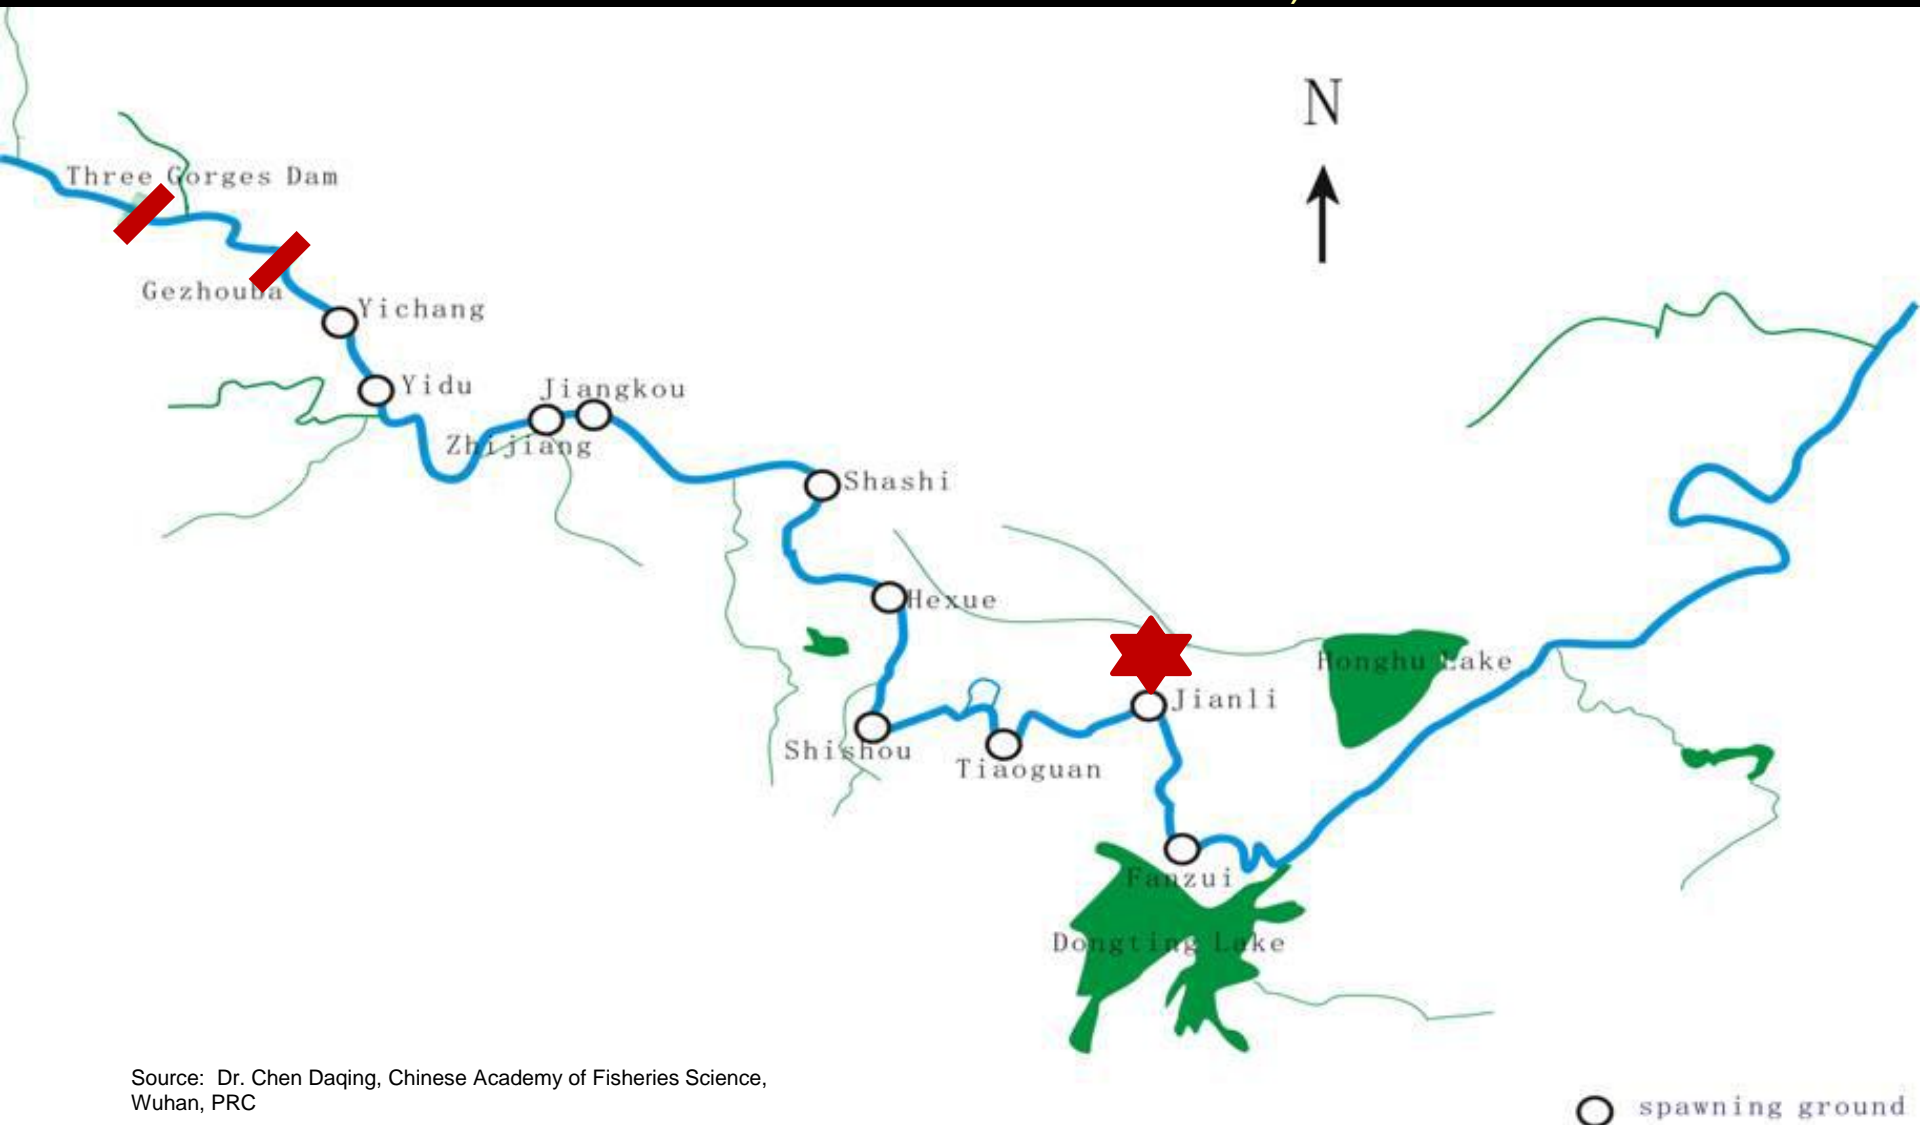 N
Three Gorges Dam
Gezhouba
Yichang
Yidu
Jiangkou
Zhijiang
Shashi
Hexue
Honghu Lake
Jianli
Shishou
Tiaoguan
Fanzui
Dongting Lake
Source:  Dr. Chen Daqing, Chinese Academy of Fisheries Science,
Wuhan, PRC
spawning ground